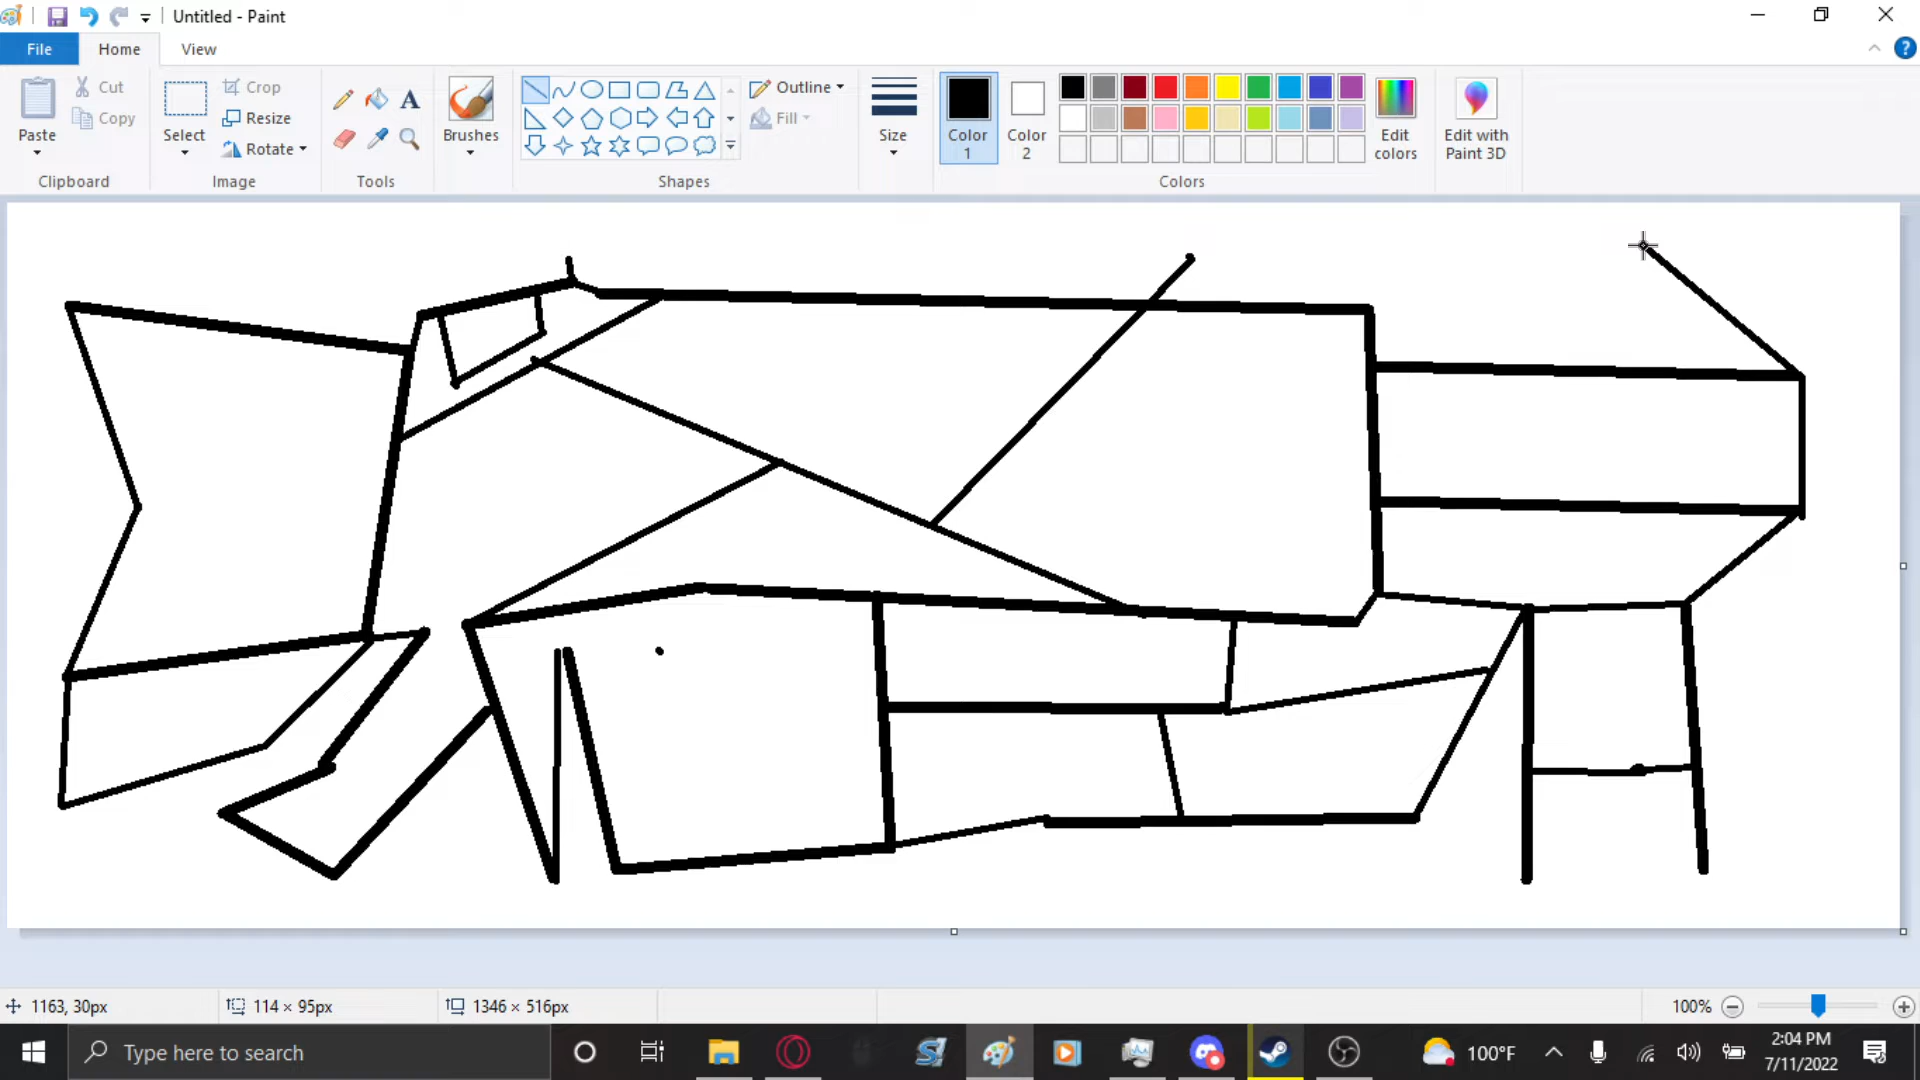 Untitled - Paint
File
Home
View
Paste
Cut
Copy
Clipboard
Select
Crop
Resize
Rotate
Image
A
Tools
Brushes
Outline
Fill
Shapes
Size
Color 1
Color 2
Edit colors
Colors
Edit with Paint 3D
1163, 30px
114 × 95px
1346 × 516px
100%
Type here to search
100°F
2:04 PM
7/11/2022